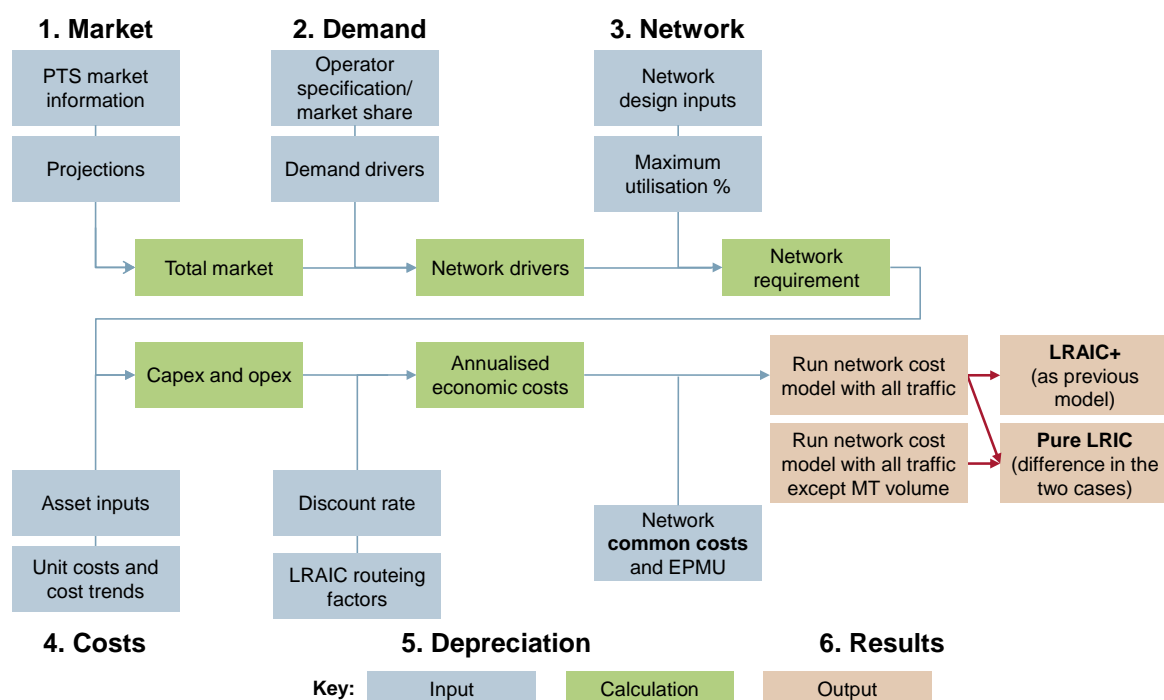 1. Market
2. Demand
3. Network
PTS market
information
Operator
specification/
market share
Network
design inputs
Projections
Demand drivers
Maximum
utilisation %
Total market
Network drivers
Network
requirement
Capex and opex
Annualised
economic costs
Run network cost
model with all traffic
LRAIC+
(as previous
model)
Run network cost
model with all traffic
except MT volume
Pure LRIC
(difference in the
two cases)
Asset inputs
Discount rate
Network
common costs
and EPMU
Unit costs and
cost trends
LRAIC routeing
factors
4. Costs
5. Depreciation
6. Results
Key:
Input
Calculation
Output